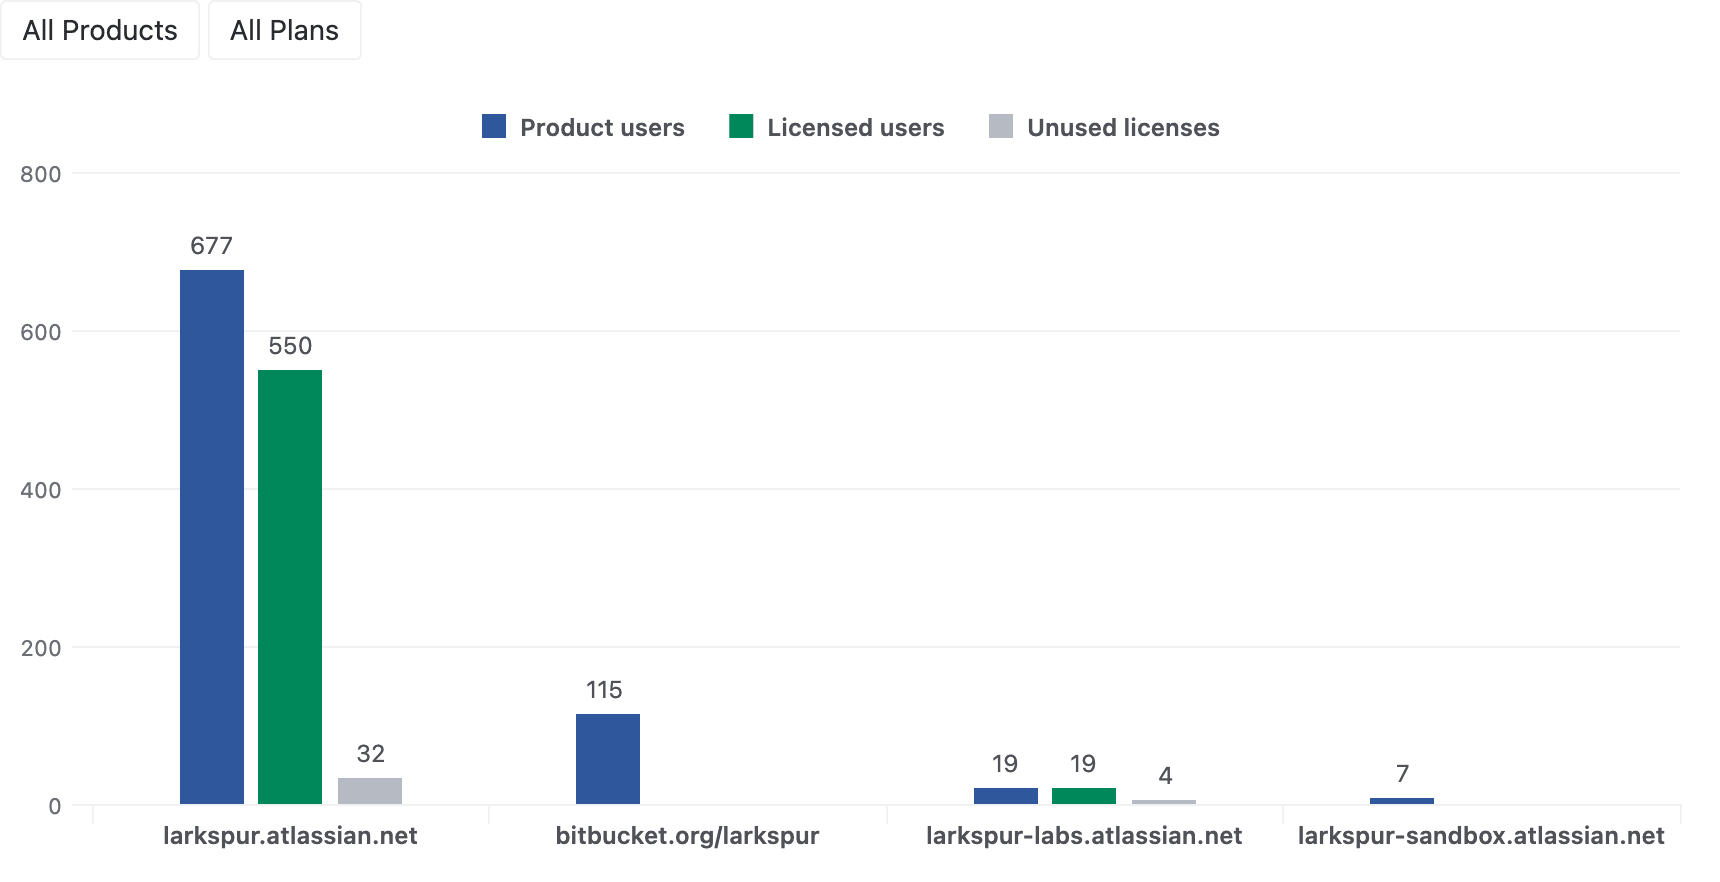 All Products All Plans
Product users Licensed users Unused licenses
800
677
600
550
400
200
115
32
19 19 4
7
0
larkspur.atlassian.net bitbucket.org/larkspur larkspur-labs.atlassian.net larkspur-sandbox.atlassian.net